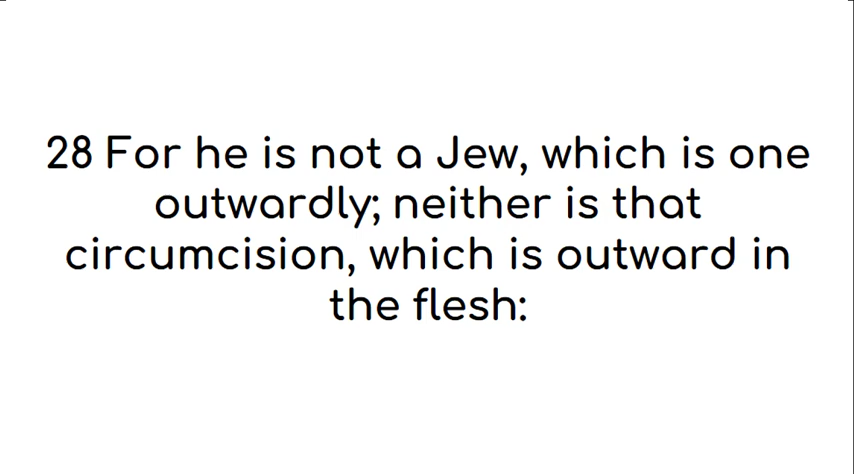 28 For he is not a Jew, which is one
outwardly; neither is that
circumcision, which is outward in
the flesh: